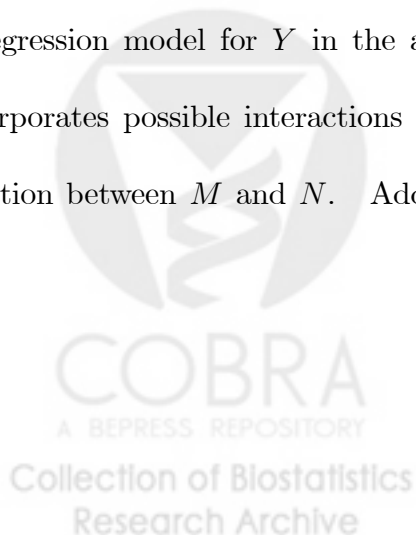 egression model for Y in the a
rporates possible interactions
tion between M and N. Add
COBRA
A BEPRESS REPOSITORY
Collection of Biostatistics
Research Archive